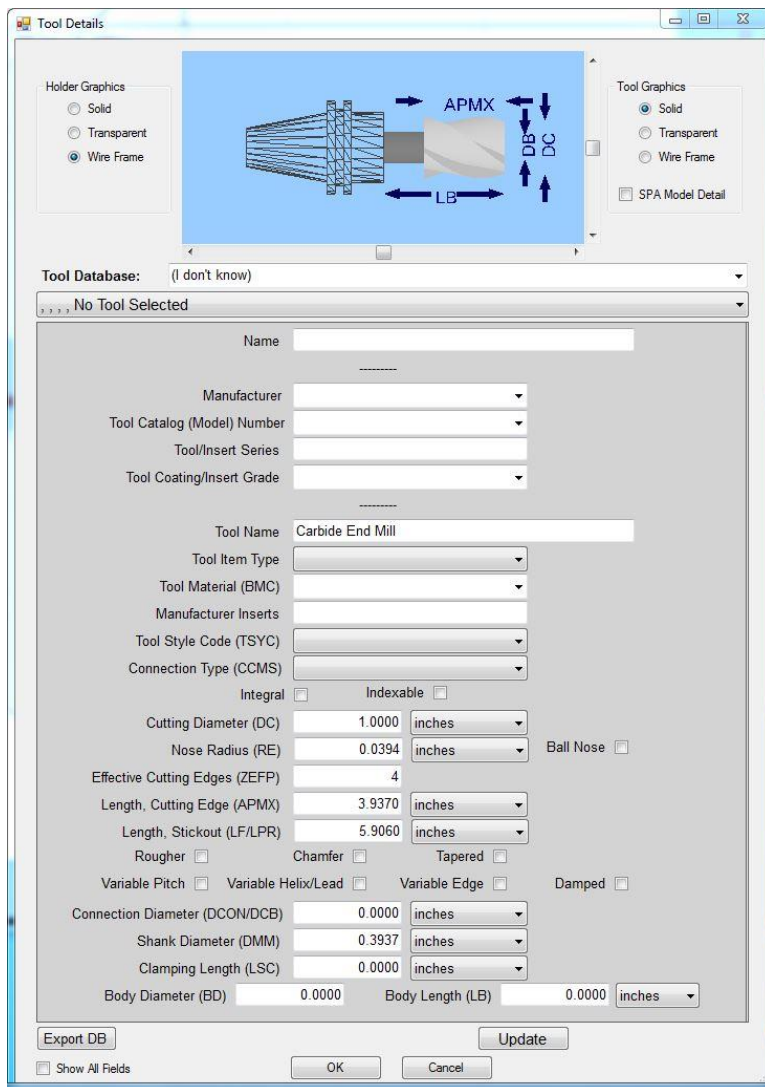 Tool Details
Holder Graphics
Solid
Transparent
Wire Frame
APMX
DB
DC
LB
Tool Graphics
Solid
Transparent
Wire Frame
SPA Model Detail
Tool Database: (I don't know)
, , , , No Tool Selected
Name
---------
Manufacturer
Tool Catalog (Model) Number
Tool/Insert Series
Tool Coating/Insert Grade
---------
Tool Name Carbide End Mill
Tool Item Type
Tool Material (BMC)
Manufacturer Inserts
Tool Style Code (TSYC)
Connection Type (CCMS)
Integral Indexable
Cutting Diameter (DC) 1.0000 inches
Nose Radius (RE) 0.0394 inches Ball Nose
Effective Cutting Edges (ZEFP) 4
Length, Cutting Edge (APMX) 3.9370 inches
Length, Stickout (LF/LPR) 5.9060 inches
Rougher Chamfer Tapered
Variable Pitch Variable Helix/Lead Variable Edge Damped
Connection Diameter (DCON/DCB) 0.0000 inches
Shank Diameter (DMM) 0.3937 inches
Clamping Length (LSC) 0.0000 inches
Body Diameter (BD) 0.0000 Body Length (LB) 0.0000 inches
Export DB Update
Show All Fields OK Cancel